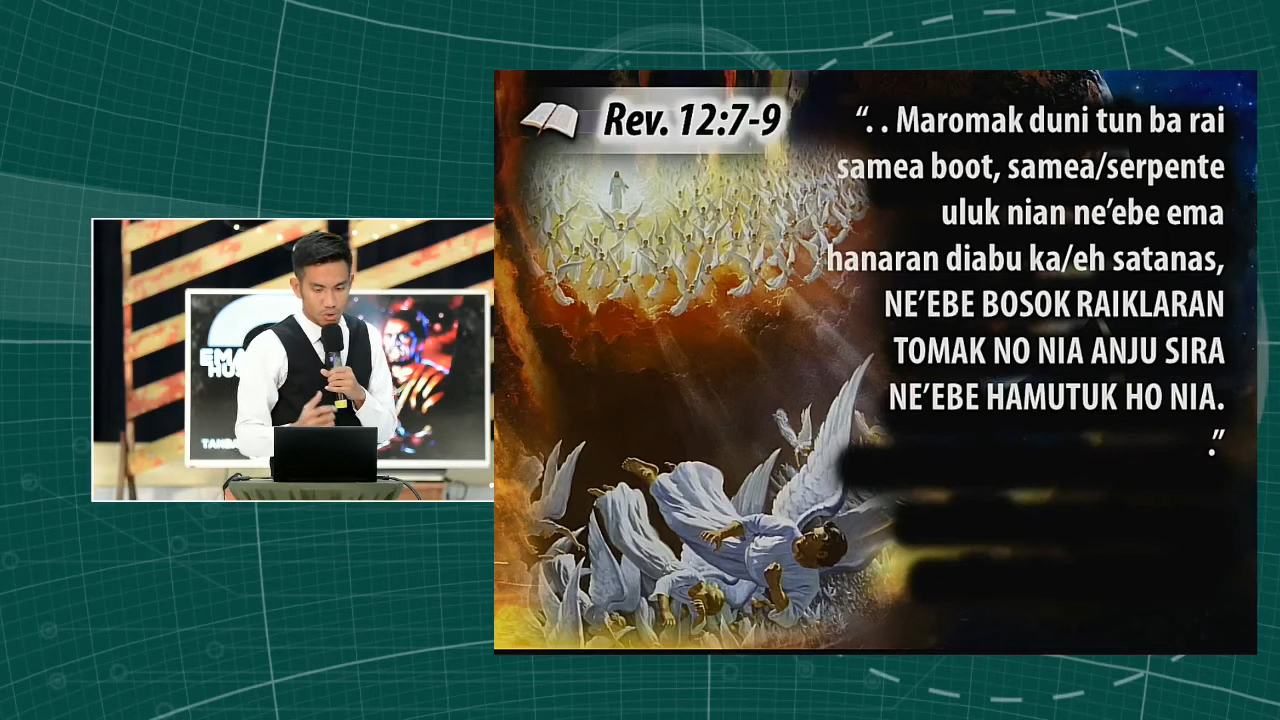 Rev. 12:7-9
“. . Maromak duni tun ba rai
samea boot, samea/serpente
uluk nian ne’ebe ema
hanaran diabu ka/eh satanas,
NE’EBE BOSOK RAIKLARAN
TOMAK NO NIA ANJU SIRA
NE’EBE HAMUTUK HO NIA.
.”